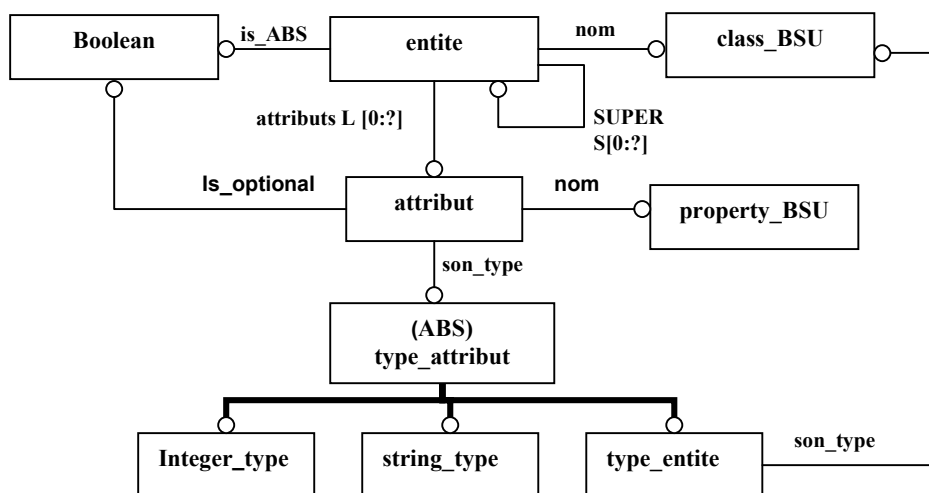 Boolean
is_ABS
entite
nom
class_BSU
attributs L [0:?]
SUPER
S[0:?]
Is_optional
attribut
nom
property_BSU
son_type
(ABS)
type_attribut
Integer_type
string_type
type_entite
son_type